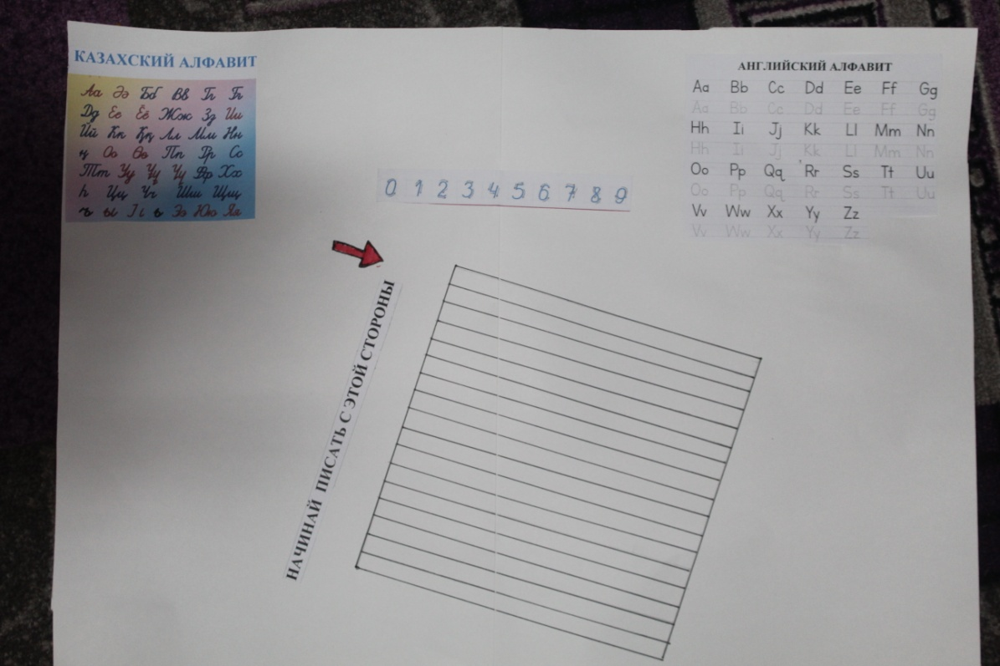 КАЗАХСКИЙ АЛФАВИТ
Аа Әә Бб Вв Гг Ғғ
Дд Ее Ёё Жж Зз Ии
Йй Кк Ққ Лл Мм Нн
ң Оо Өө Пп Рр Сс
Тт Уу Ұұ Үү Фф Хх
һ Цц Чч Шш Щщ
ъ ы Іі ь Ээ Юю Яя
АНГЛИЙСКИЙ АЛФАВИТ
Aa Bb Cc Dd Ee Ff Gg
Aa Bb Cc Dd Ee Ff Gg
Hh Ii Jj Kk Ll Mm Nn
Hh Ii Jj Kk Ll Mm Nn
Oo Pp Qq Rr Ss Tt Uu
Oo Pp Qq Rr Ss Tt Uu
Vv Ww Xx Yy Zz
Vv Ww Xx Yy Zz
0 1 2 3 4 5 6 7 8 9
НАЧИНАЙ ПИСАТЬ С ЭТОЙ СТОРОНЫ